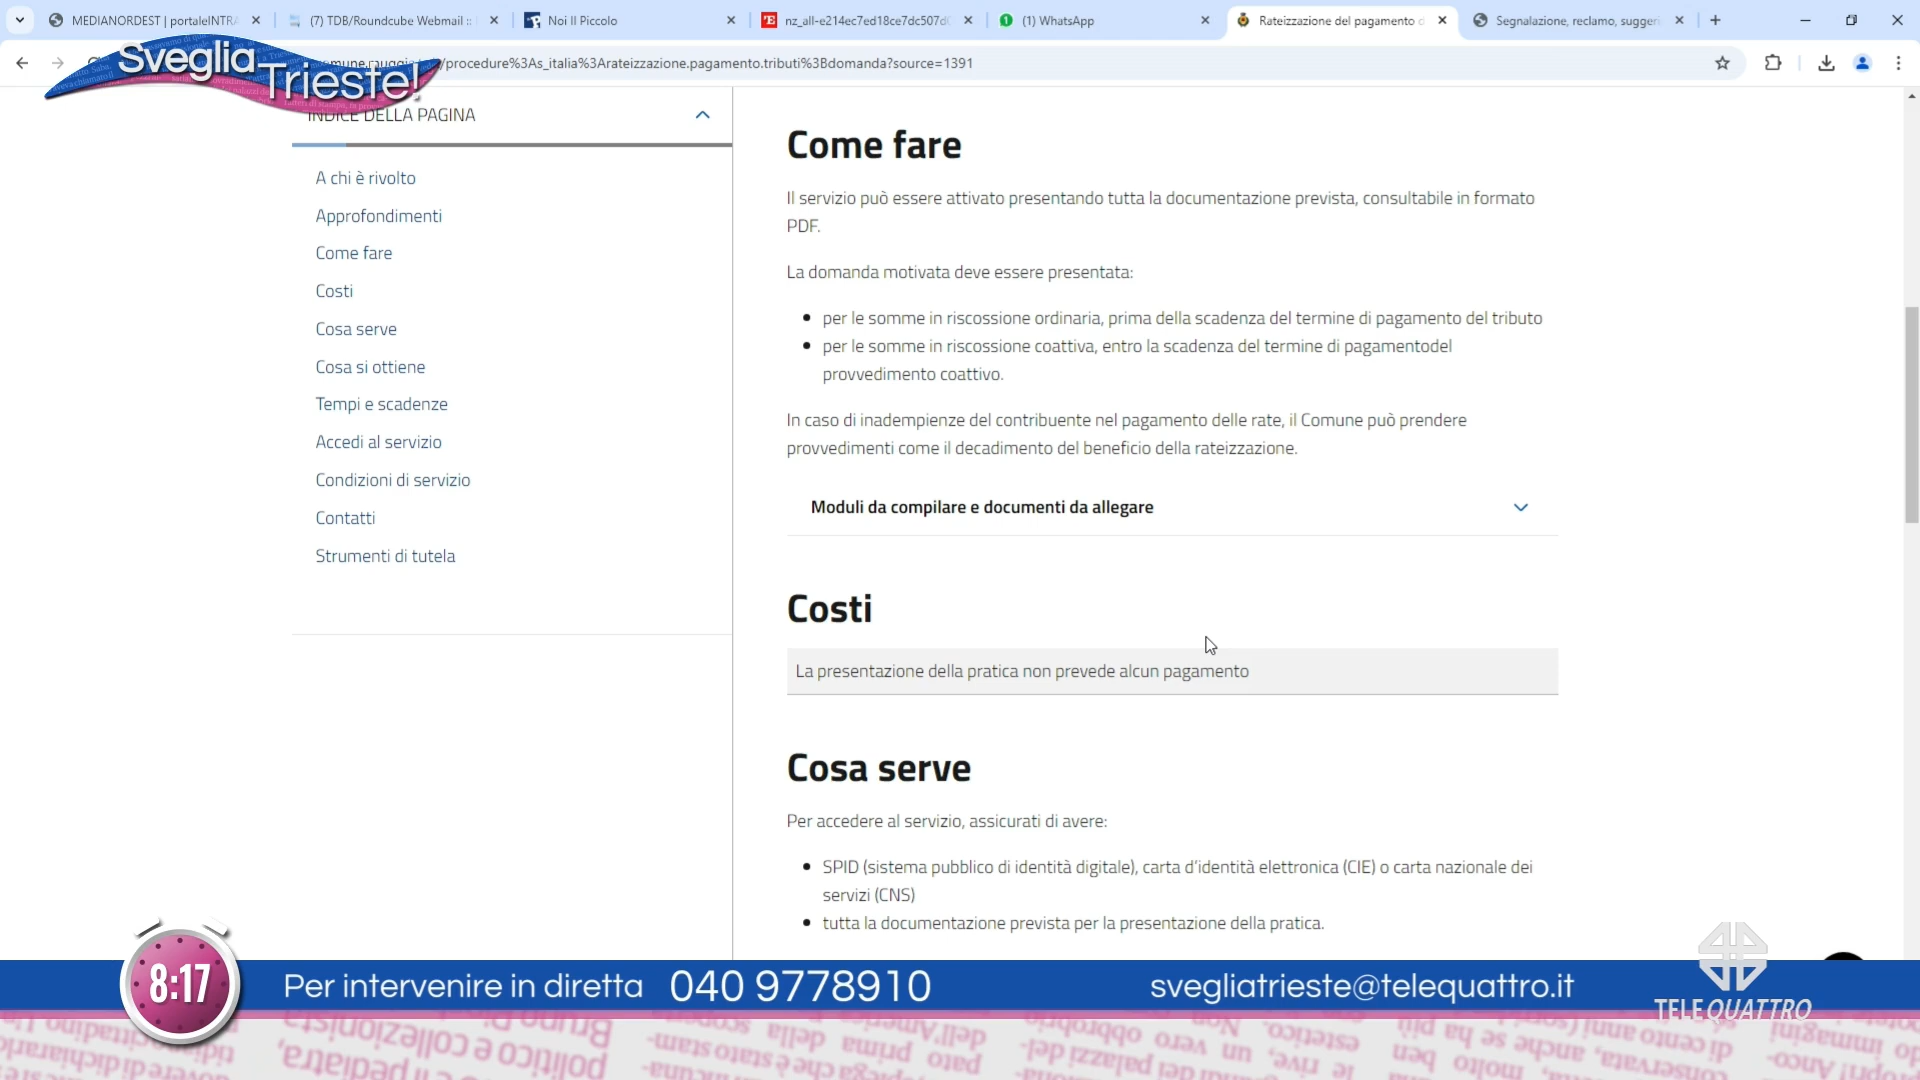 MEDIANORDEST | portaleINTRA
(7) TDB/Roundcube Webmail ::
Noi Il Piccolo
nz_all-e214ec7ed18ce7dc507d
(1) WhatsApp
Rateizzazione del pagamento d
Segnalazione, reclamo, suggeri
Sveglia Trieste!
/procedure%3As_italia%3Arateizzazione.pagamento.tributi%3Bdomanda?source=1391
INDICE DELLA PAGINA
A chi è rivolto
Approfondimenti
Come fare
Costi
Cosa serve
Cosa si ottiene
Tempi e scadenze
Accedi al servizio
Condizioni di servizio
Contatti
Strumenti di tutela
Come fare
Il servizio può essere attivato presentando tutta la documentazione prevista, consultabile in formato
PDF.
La domanda motivata deve essere presentata:
per le somme in riscossione ordinaria, prima della scadenza del termine di pagamento del tributo
per le somme in riscossione coattiva, entro la scadenza del termine di pagamentodel
provvedimento coattivo.
In caso di inadempienze del contribuente nel pagamento delle rate, il Comune può prendere
provvedimenti come il decadimento del beneficio della rateizzazione.
Moduli da compilare e documenti da allegare
Costi
La presentazione della pratica non prevede alcun pagamento
Cosa serve
Per accedere al servizio, assicurati di avere:
SPID (sistema pubblico di identità digitale), carta d'identità elettronica (CIE) o carta nazionale dei
servizi (CNS)
tutta la documentazione prevista per la presentazione della pratica.
8:17
Per intervenire in diretta 040 9778910
svegliatrieste@telequattro.it
TELEQUATTRO